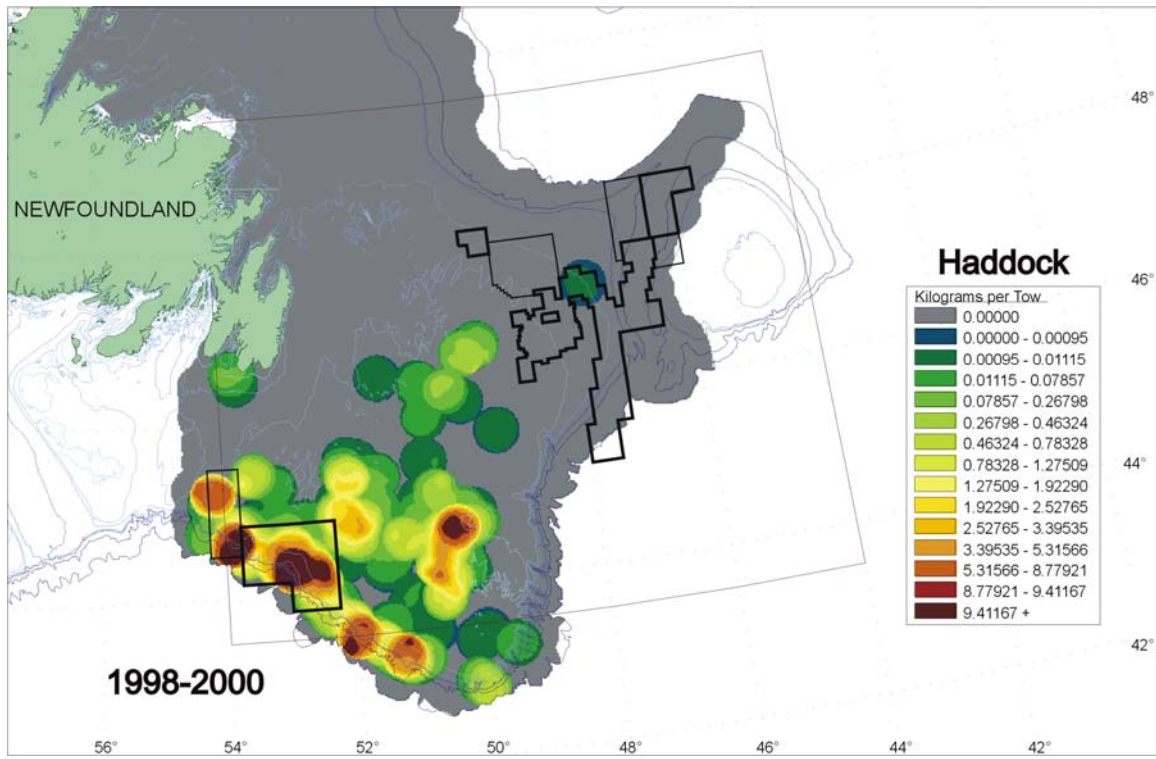 NEWFOUNDLAND
48°
46°
44°
42°
Haddock
Kilograms per Tow
0.00000
0.00000 - 0.00095
0.00095 - 0.01115
0.01115 - 0.07857
0.07857 - 0.26798
0.26798 - 0.46324
0.46324 - 0.78328
0.78328 - 1.27509
1.27509 - 1.92290
1.92290 - 2.52765
2.52765 - 3.39535
3.39535 - 5.31566
5.31566 - 8.77921
8.77921 - 9.41167
9.41167 +
1998-2000
56°
54°
52°
50°
48°
46°
44°
42°